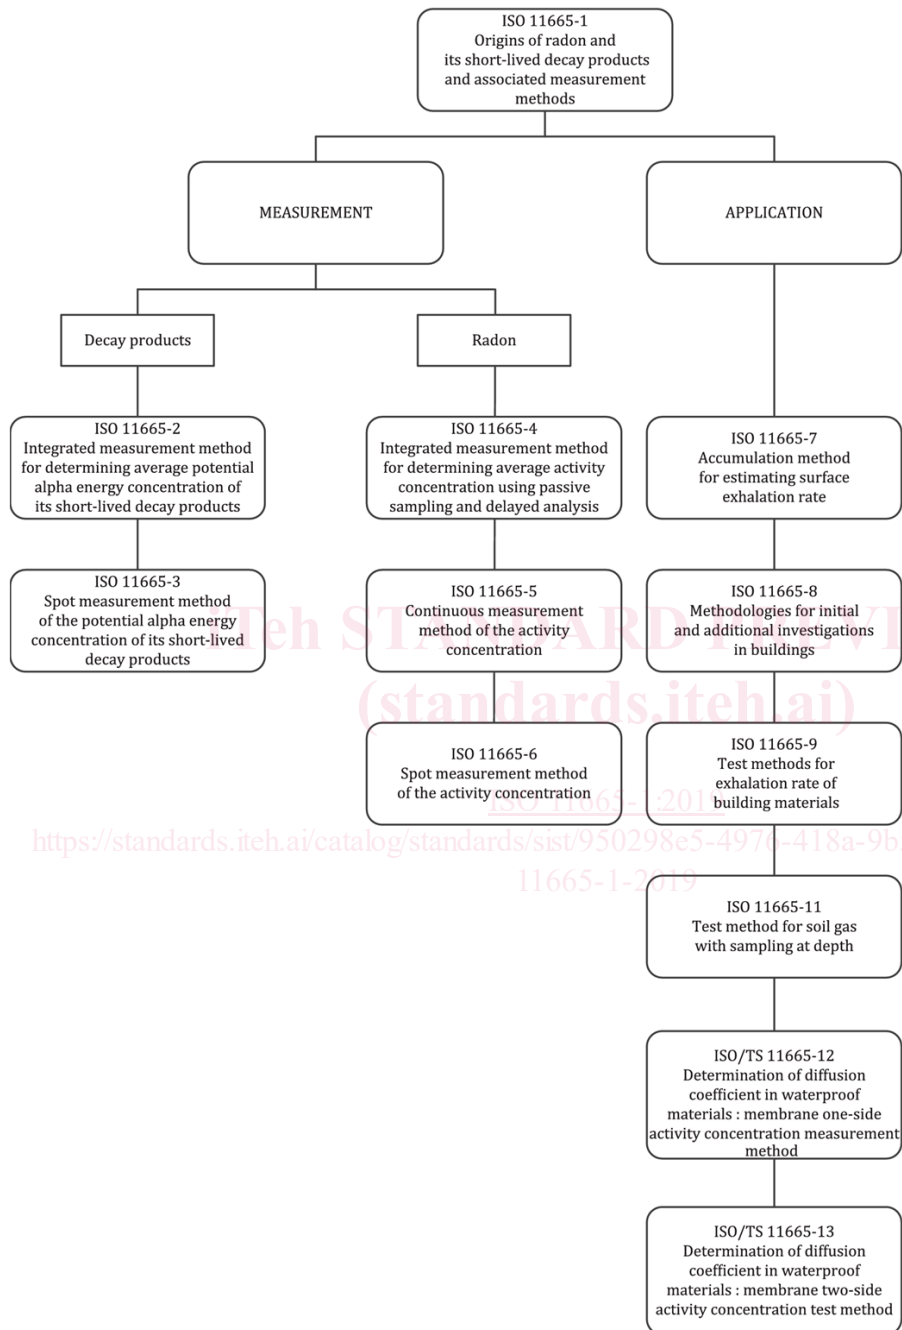 ISO 11665-1
Origins of radon and
its short-lived decay products
and associated measurement
methods
MEASUREMENT
APPLICATION
Decay products
Radon
ISO 11665-2
Integrated measurement method
for determining average potential
alpha energy concentration of
its short-lived decay products
ISO 11665-4
Integrated measurement method
for determining average activity
concentration using passive
sampling and delayed analysis
ISO 11665-7
Accumulation method
for estimating surface
exhalation rate
ISO 11665-3
Spot measurement method
of the potential alpha energy
concentration of its short-lived
decay products
ISO 11665-5
Continuous measurement
method of the activity
concentration
ISO 11665-8
Methodologies for initial
and additional investigations
in buildings
iTeh STANDARD PREVI
(standards.iteh.ai)
ISO 11665-6
Spot measurement method
of the activity concentration
ISO 11665-9
Test methods for
exhalation rate of
building materials
ISO 11665-1:2019
https://standards.iteh.ai/catalog/standards/sist/950298e5-4976-418a-9b
11665-1-2019
ISO 11665-11
Test method for soil gas
with sampling at depth
ISO/TS 11665-12
Determination of diffusion
coefficient in waterproof
materials : membrane one-side
activity concentration measurement
method
ISO/TS 11665-13
Determination of diffusion
coefficient in waterproof
materials : membrane two-side
activity concentration test method